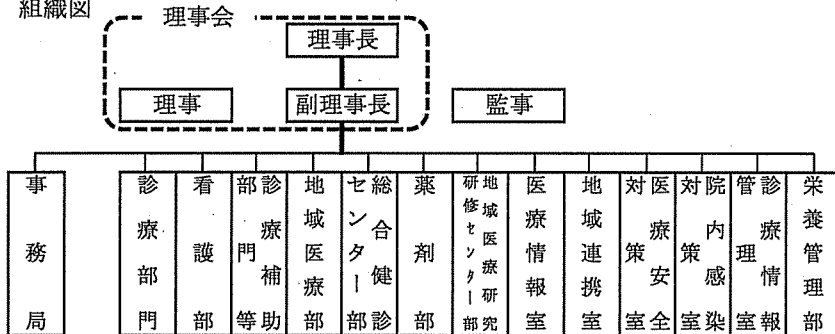 組織図
理事会
理事長
理事
副理事長
監事
事務局
診療部門
看護部
診療補助
部門等
地域医療部
総合健診
センター部
薬剤部
地域医療研究
研修センター部
医療情報室
地域連携室
医療安全
対策室
院内感染
対策室
診療情報
管理室
栄養管理部